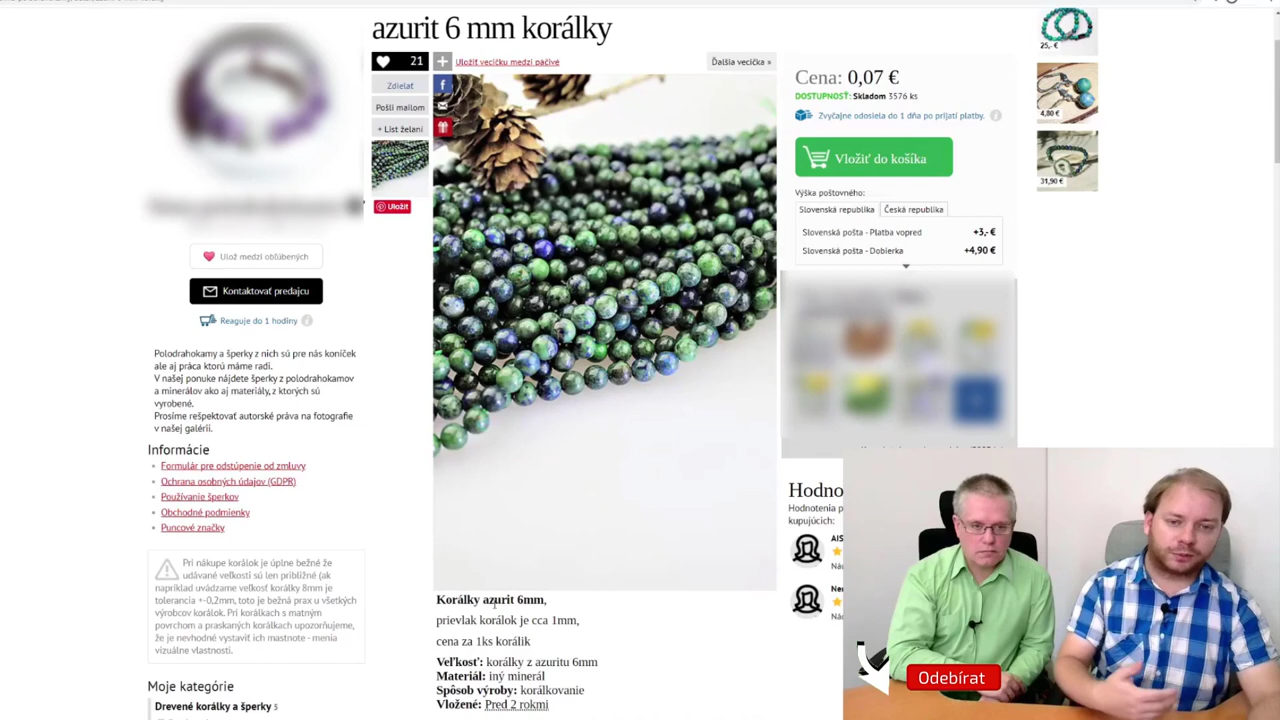 azurit 6 mm korálky
21
Uložiť vecičku medzi páčivé
Ďalšia vecička »
Zdieľať
Pošli mailom
+ List želaní
Uložiť
Cena: 0,07 €
DOSTUPNOSŤ: Skladom 3576 ks
Zvyčajne odosiela do 1 dňa po prijatí platby.
Vložiť do košíka
Výška poštovného:
Slovenská republika
Česká republika
Slovenská pošta - Platba vopred
+3,- €
Slovenská pošta - Dobierka
+4,90 €
25,- €
4,80 €
31,90 €
Ulož medzi obľúbených
Kontaktovať predajcu
Reaguje do 1 hodiny
Polodrahokamy a šperky z nich sú pre nás koníček
ale aj práca ktorú máme radi.
V našej ponuke nájdete šperky z polodrahokamov
a minerálov ako aj materiály, z ktorých sú
vyrobené.
Prosíme rešpektovať autorské práva na fotografie
v našej galérii.
Informácie
Formulár pre odstúpenie od zmluvy
Ochrana osobných údajov (GDPR)
Používanie šperkov
Obchodné podmienky
Puncové značky
Pri nákupe korálok je úplne bežné že
udávané veľkosti sú len približné (ak
napríklad uvádzame veľkosť korálky 8mm je
tolerancia +-0,2mm, toto je bežná prax u všetkých
výrobcov korálok. Pri korálkach s matným
povrchom a praskaných korálkach upozorňujeme,
že je nevhodné vystaviť ich mastnote - menia
vizuálne vlastnosti.
Moje kategórie
Drevené korálky a šperky 5
Korálky azurit 6mm,
prievlak korálok je cca 1mm,
cena za 1ks korálik
Veľkosť: korálky z azuritu 6mm
Materiál: iný minerál
Spôsob výroby: korálkovanie
Vložené: Pred 2 rokmi
Hodno
Hodnotenia p
kupujúcich:
AIS
Ner
Odebírat